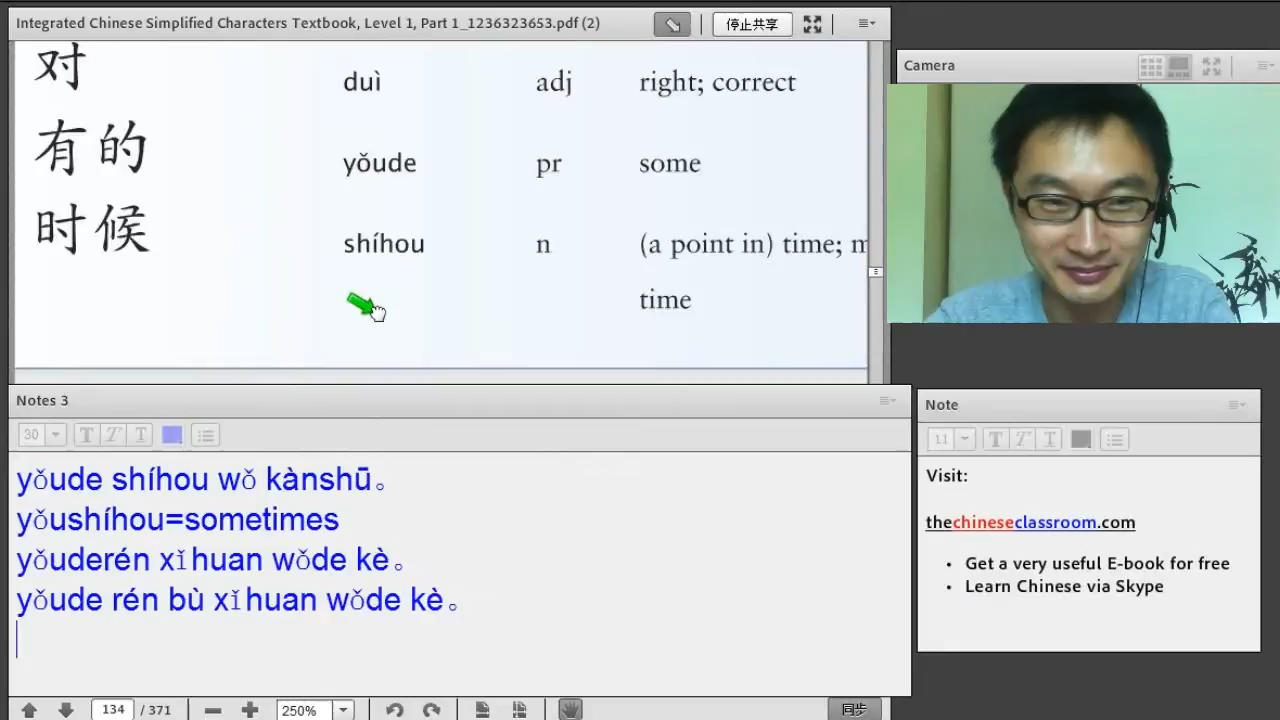 Integrated Chinese Simplified Characters Textbook, Level 1, Part 1_1236323653.pdf (2)
停止共享
对 duì adj right; correct
有的 yǒude pr some
时候 shíhou n (a point in) time; m
time
Camera
Notes 3
30
yǒude shíhou wǒ kànshū。
yǒushíhou=sometimes
yǒuderén xǐhuan wǒde kè。
yǒude rén bù xǐhuan wǒde kè。
134 / 371
250%
同步
Note
11
Visit:
thechineseclassroom.com
• Get a very useful E-book for free
• Learn Chinese via Skype